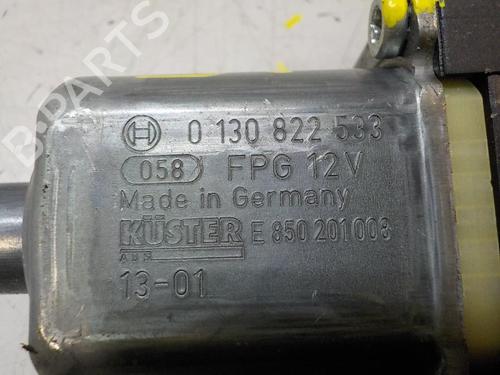 B-PARTS
0 130 822 533
058 FPG 12V
Made in Germany
KÜSTER E 850 201 008
13-01